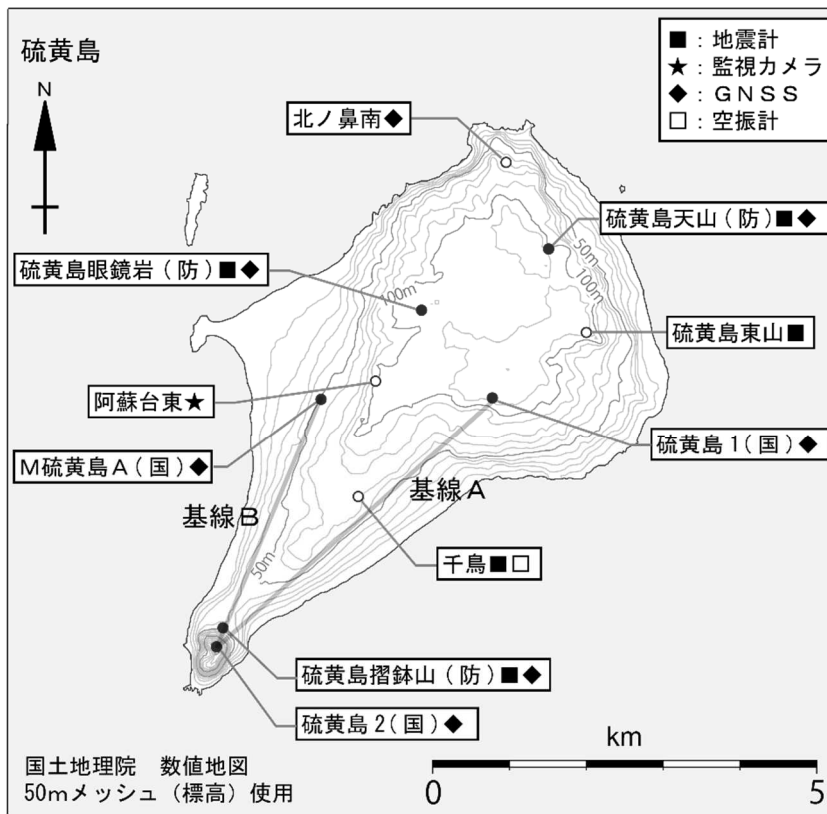 硫黄島
N
■：地震計
★：監視カメラ
◆：ＧＮＳＳ
□：空振計
北ノ鼻南◆
硫黄島天山(防)■◆
50m
100m
硫黄島眼鏡岩(防)■◆
100m
硫黄島東山■
阿蘇台東★
硫黄島1(国)◆
M硫黄島A(国)◆
基線A
基線B
千鳥■□
50m
硫黄島摺鉢山(防)■◆
硫黄島2(国)◆
国土地理院　数値地図
50mメッシュ(標高)使用
km
0
5